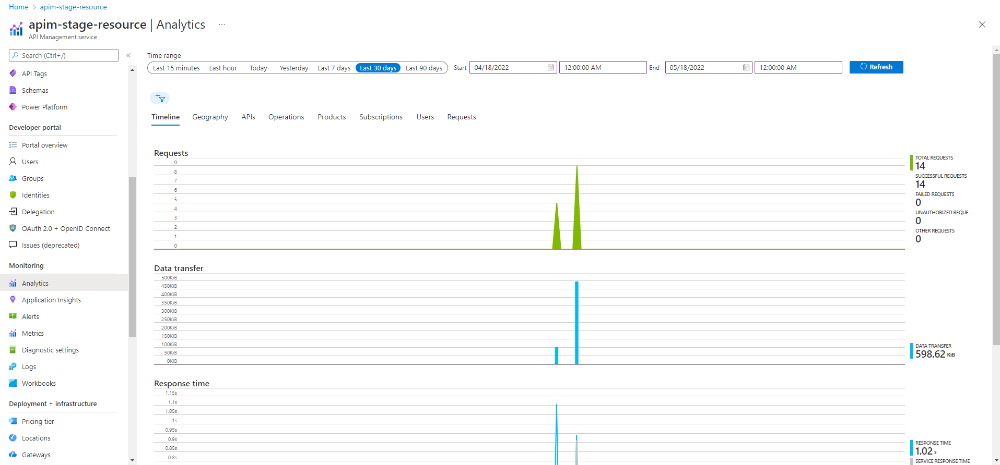 Home > apim-stage-resource
apim-stage-resource | Analytics ...
API Management service
Search (Ctrl+/)
«
API Tags
Schemas
Power Platform
Developer portal
Portal overview
Users
Groups
Identities
Delegation
OAuth 2.0 + OpenID Connect
Issues (deprecated)
Monitoring
Analytics
Application Insights
Alerts
Metrics
Diagnostic settings
Logs
Workbooks
Deployment + infrastructure
Pricing tier
Locations
Gateways
Time range
Last 15 minutes Last hour Today Yesterday Last 7 days Last 30 days Last 90 days Start 04/18/2022 12:00:00 AM End 05/18/2022 12:00:00 AM Refresh
Timeline Geography APIs Operations Products Subscriptions Users Requests
Requests
9
8
7
6
5
4
3
2
1
0
TOTAL REQUESTS
14
SUCCESSFUL REQUESTS
14
FAILED REQUESTS
0
UNAUTHORIZED REQUE...
0
OTHER REQUESTS
0
Data transfer
500KiB
450KiB
400KiB
350KiB
300KiB
250KiB
200KiB
150KiB
100KiB
50KiB
0KiB
DATA TRANSFER
598.62 KiB
Response time
1.15s
1.1s
1.05s
1s
0.95s
0.9s
0.85s
0.8s
RESPONSE TIME
1.02 s
SERVICE RESPONSE TIME